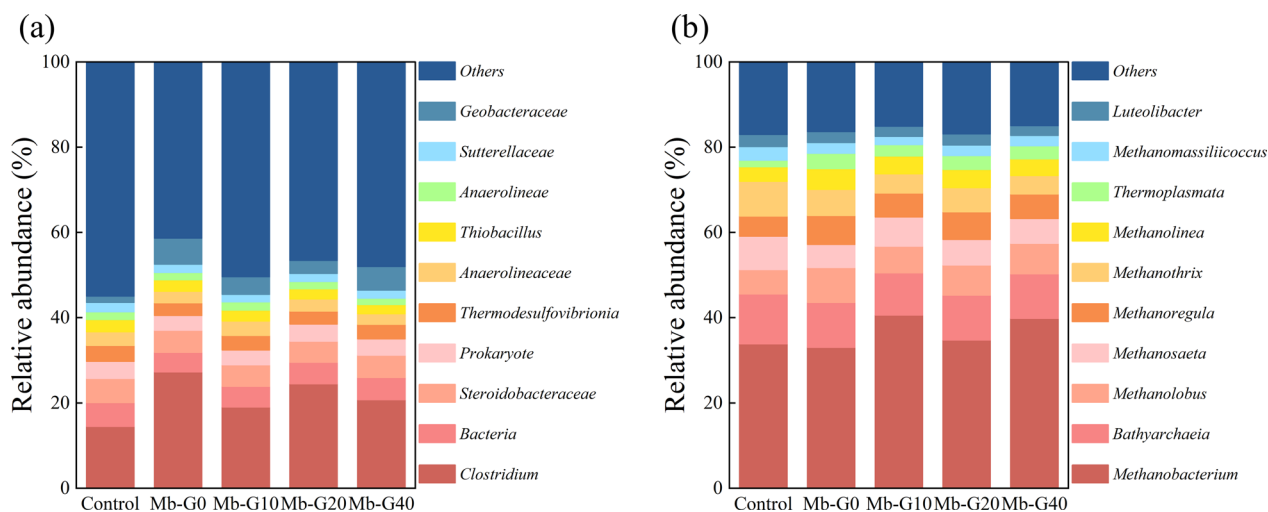 (a)
Relative abundance (%)
100
80
60
40
20
0
Control Mb-G0 Mb-G10 Mb-G20 Mb-G40
Others
Geobacteraceae
Sutterellaceae
Anaerolineae
Thiobacillus
Anaerolineaceae
Thermodesulfovibrionia
Prokaryote
Steroidobacteraceae
Bacteria
Clostridium
(b)
Relative abundance (%)
100
80
60
40
20
0
Control Mb-G0 Mb-G10 Mb-G20 Mb-G40
Others
Luteolibacter
Methanomassiliicoccus
Thermoplasmata
Methanolinea
Methanothrix
Methanoregula
Methanosaeta
Methanolobus
Bathyarchaeia
Methanobacterium